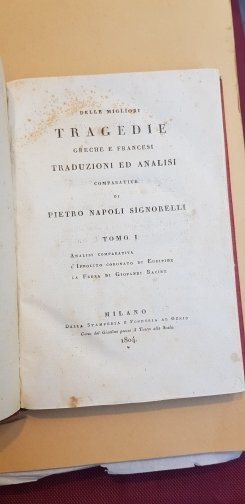 DELLE MIGLIORI
TRAGEDIE
GRECHE E FRANCESI
TRADUZIONI ED ANALISI
COMPARATIVE
DI
PIETRO NAPOLI SIGNORELLI
TOMO I
ANALISI COMPARATIVA
L'IPPOLITO CORONATO DI EURIPIDE
LA FEDRA DI GIOVANNI RACINE
MILANO
DALLA STAMPERIA E FONDERIA AL GENIO
Corsia del Giardino presso il Teatro alla Scala
1804.